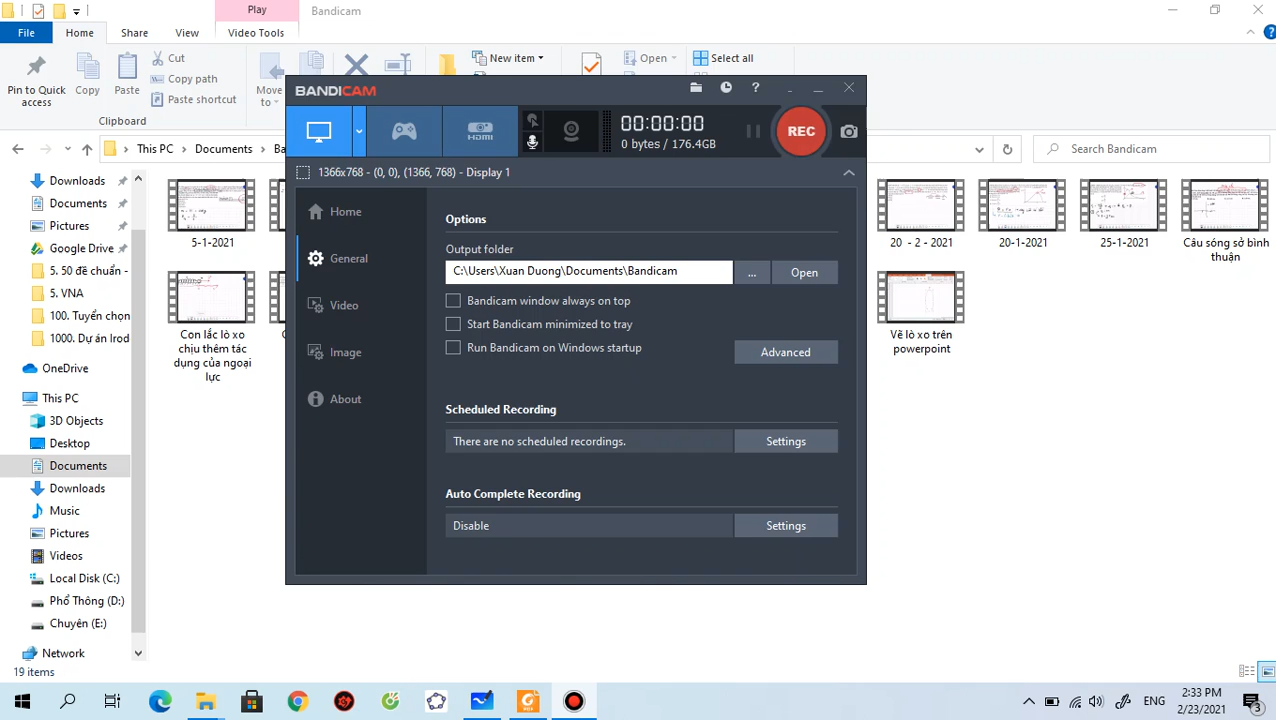 Play
Bandicam
File
Home
Share
View
Video Tools
Pin to Quick
access
Copy
Paste
Cut
Copy path
Paste shortcut
Move
to
Clipboard
New item
Open
Select all
This PC
Documents
Search Bandicam
Downloads
Documents
Pictures
Google Drive
5. 50 đề chuẩn -
5. VNA
100. Tuyển chọn
1000. Dự án Irod
OneDrive
This PC
3D Objects
Desktop
Documents
Downloads
Music
Pictures
Videos
Local Disk (C:)
Phổ Thông (D:)
Chuyên (E:)
Network
19 items
5-1-2021
Con lắc lò xo
chịu thêm tác
dụng của ngoại
lực
20 - 2 - 2021
20-1-2021
25-1-2021
Câu sóng sở bình
thuận
Vẽ lò xo trên
powerpoint
BANDICAM
HDMI
00:00:00
0 bytes / 176.4GB
REC
1366x768 - (0, 0), (1366, 768) - Display 1
Home
General
Video
Image
About
Options
Output folder
C:\Users\Xuan Duong\Documents\Bandicam
...
Open
Bandicam window always on top
Start Bandicam minimized to tray
Run Bandicam on Windows startup
Advanced
Scheduled Recording
There are no scheduled recordings.
Settings
Auto Complete Recording
Disable
Settings
ENG
2:33 PM
2/23/2021
3